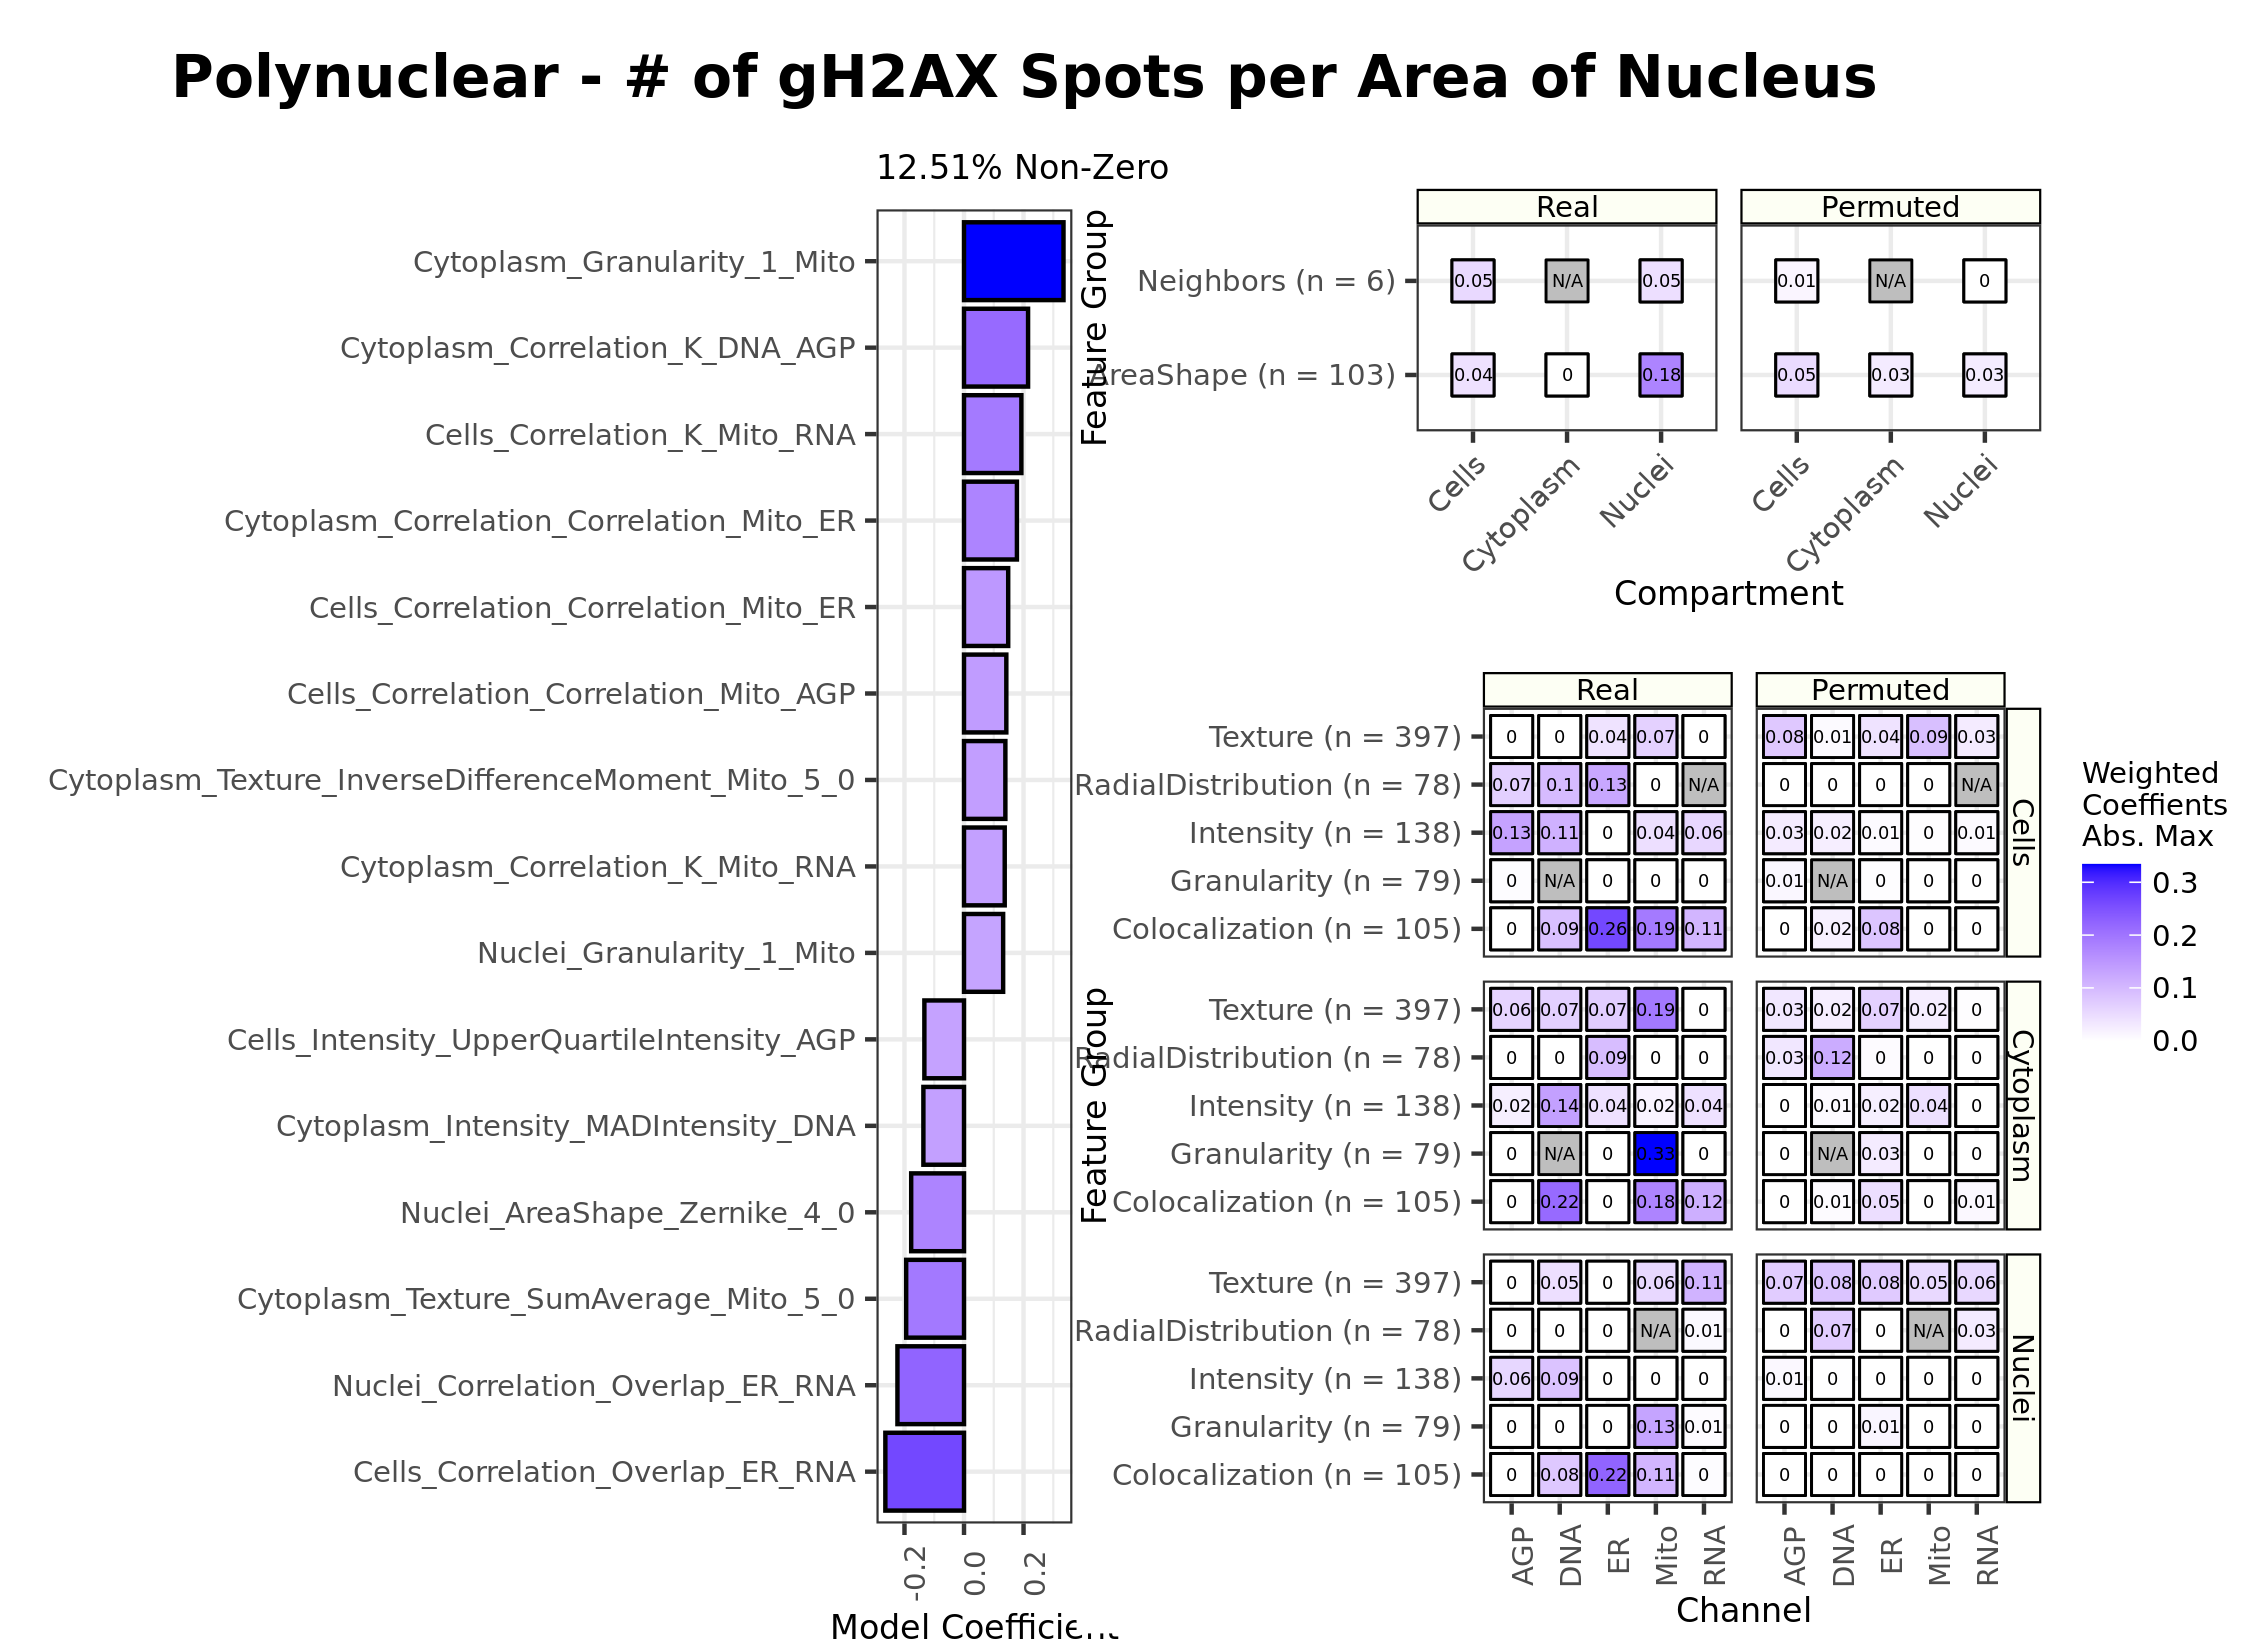 Polynuclear - # of gH2AX Spots per Area of Nucleus
12.51% Non-Zero
Cytoplasm_Granularity_1_Mito
Cytoplasm_Correlation_K_DNA_AGP
Cells_Correlation_K_Mito_RNA
Cytoplasm_Correlation_Correlation_Mito_ER
Cells_Correlation_Correlation_Mito_ER
Cells_Correlation_Correlation_Mito_AGP
Cytoplasm_Texture_InverseDifferenceMoment_Mito_5_0
Cytoplasm_Correlation_K_Mito_RNA
Nuclei_Granularity_1_Mito
Cells_Intensity_UpperQuartileIntensity_AGP
Cytoplasm_Intensity_MADIntensity_DNA
Nuclei_AreaShape_Zernike_4_0
Cytoplasm_Texture_SumAverage_Mito_5_0
Nuclei_Correlation_Overlap_ER_RNA
Cells_Correlation_Overlap_ER_RNA
-0.2 0.0 0.2
Model Coefficient
Feature Group
Real Permuted
Neighbors (n = 6) 0.05 N/A 0.05 0.01 N/A 0
AreaShape (n = 103) 0.04 0 0.18 0.05 0.03 0.03
Cells Cytoplasm Nuclei Cells Cytoplasm Nuclei
Compartment
Feature Group
Real Permuted
Texture (n = 397) 0 0 0.04 0.07 0 0.08 0.01 0.04 0.09 0.03
RadialDistribution (n = 78) 0.07 0.1 0.13 0 N/A 0 0 0 0 N/A
Intensity (n = 138) 0.13 0.11 0 0.04 0.06 0.03 0.02 0.01 0 0.01
Granularity (n = 79) 0 N/A 0 0 0 0.01 N/A 0 0 0
Colocalization (n = 105) 0 0.09 0.26 0.19 0.11 0 0.02 0.08 0 0
Cells
Texture (n = 397) 0.06 0.07 0.07 0.19 0 0.03 0.02 0.07 0.02 0
RadialDistribution (n = 78) 0 0 0.09 0 0 0.03 0.12 0 0 0
Intensity (n = 138) 0.02 0.14 0.04 0.02 0.04 0 0.01 0.02 0.04 0
Granularity (n = 79) 0 N/A 0 0.33 0 0 N/A 0.03 0 0
Colocalization (n = 105) 0 0.22 0 0.18 0.12 0 0.01 0.05 0 0.01
Cytoplasm
Texture (n = 397) 0 0.05 0 0.06 0.11 0.07 0.08 0.08 0.05 0.06
RadialDistribution (n = 78) 0 0 0 N/A 0.01 0 0.07 0 N/A 0.03
Intensity (n = 138) 0.06 0.09 0 0 0 0.01 0 0 0 0
Granularity (n = 79) 0 0 0 0.13 0.01 0 0 0.01 0 0
Colocalization (n = 105) 0 0.08 0.22 0.11 0 0 0 0 0 0
Nuclei
AGP DNA ER Mito RNA AGP DNA ER Mito RNA
Channel
Weighted
Coeffients
Abs. Max
0.3
0.2
0.1
0.0